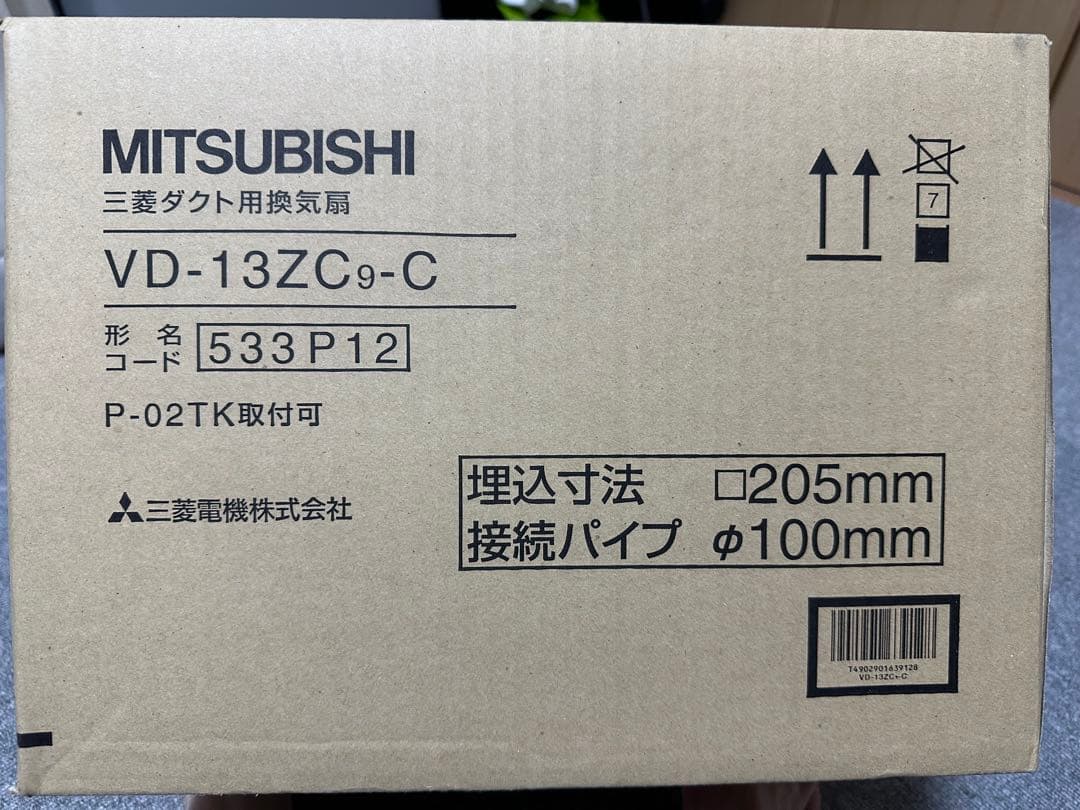 MITSUBISHI
三菱ダクト用換気扇
VD-13ZC9-C
形名
コード 533P12
P-02TK取付可
三菱電機株式会社
埋込寸法 □205mm
接続パイプ φ100mm
7
T4902901639128
VD-13ZC9-C